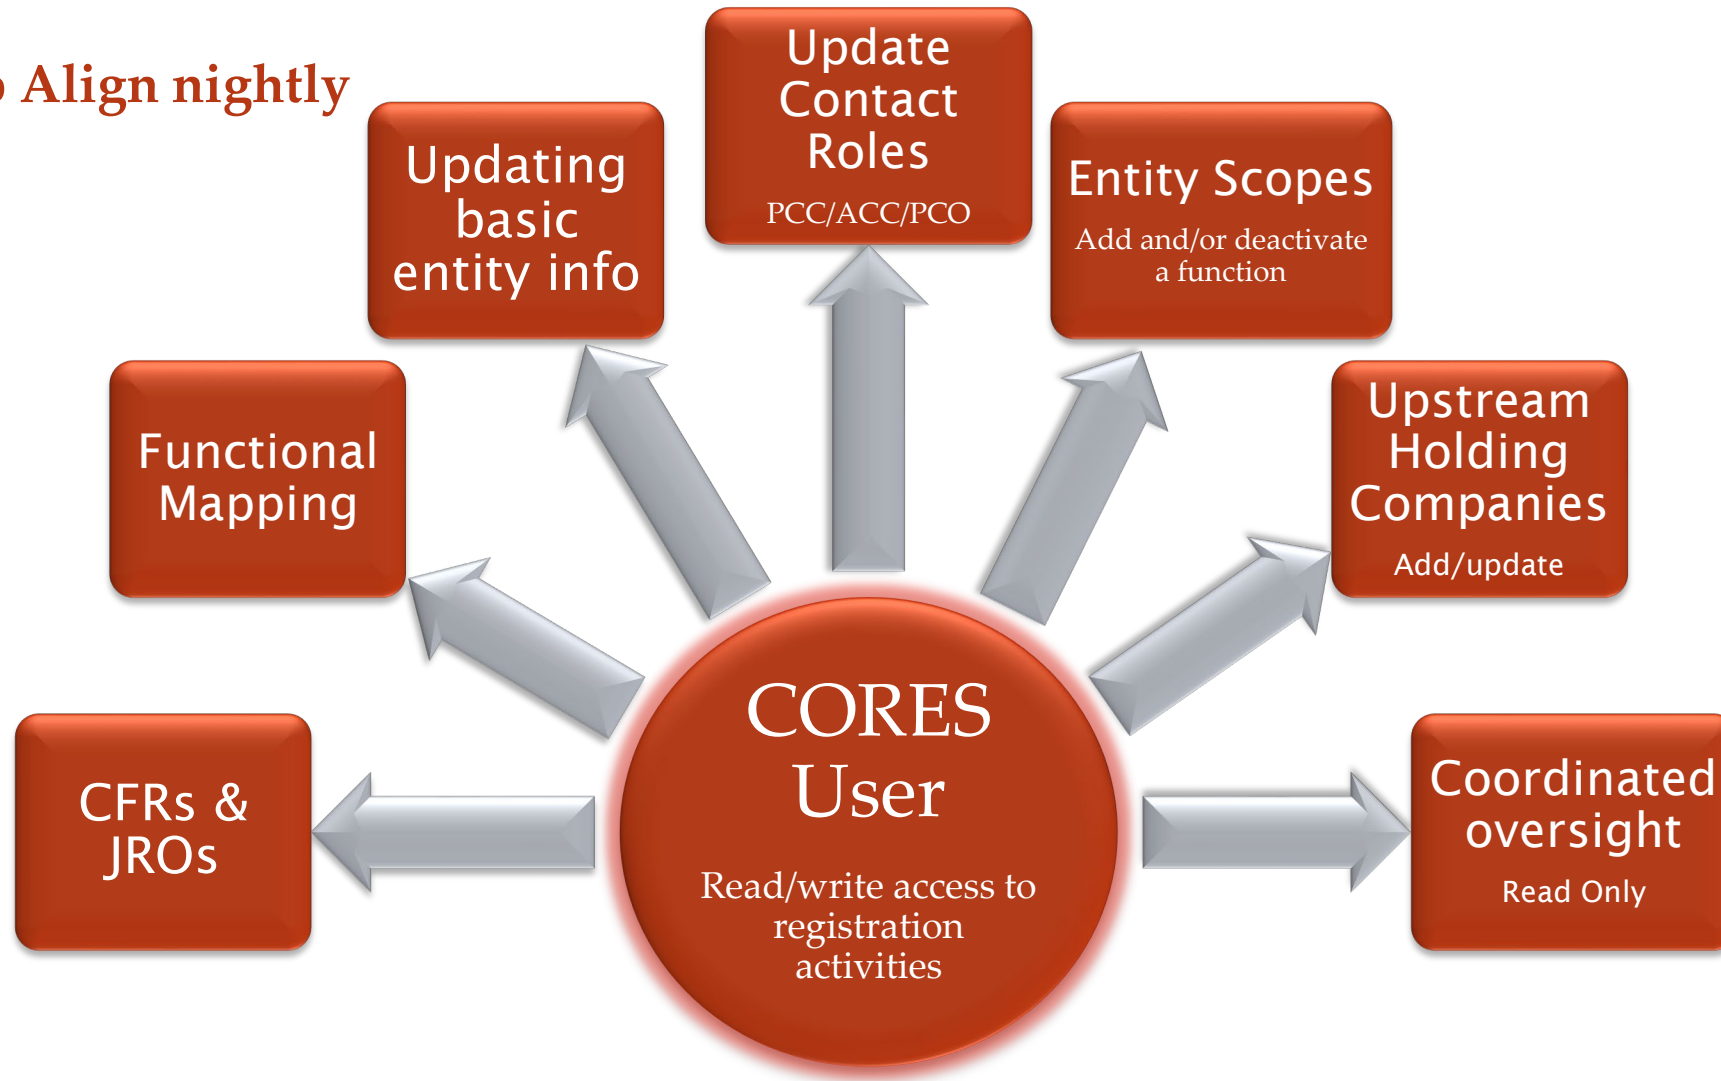 Align nightly
Update
Contact
Roles
PCC/ACC/PCO
Updating
basic
entity info
Entity Scopes
Add and/or deactivate
a function
Functional
Mapping
Upstream
Holding
Companies
Add/update
CFRs &
JROs
CORES
User
Read/write access to
registration
activities
Coordinated
oversight
Read Only